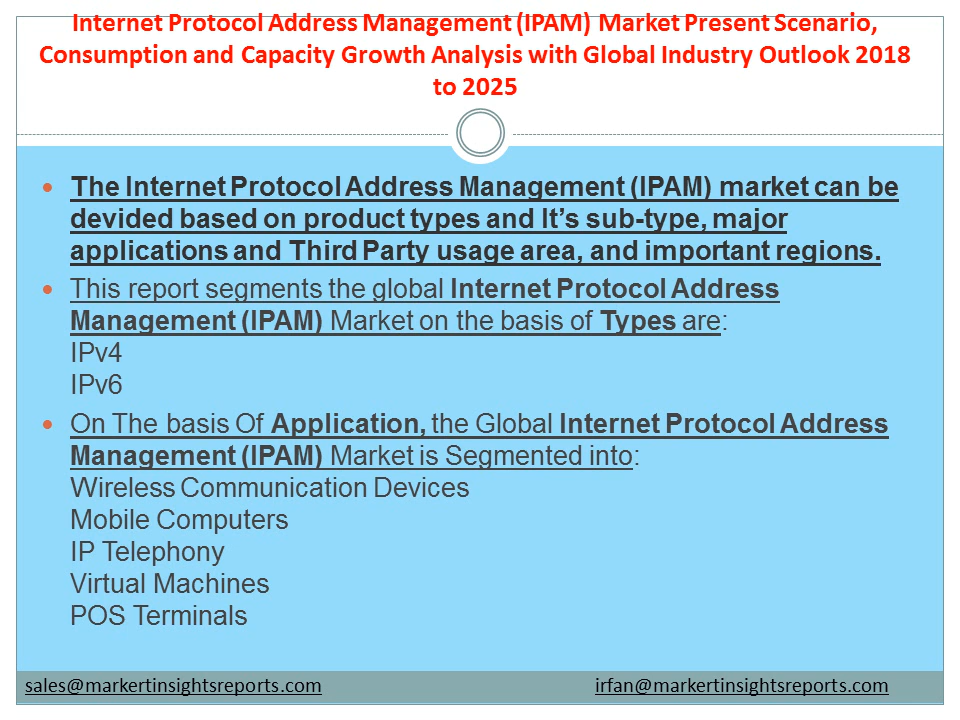 Internet Protocol Address Management (IPAM) Market Present Scenario,
Consumption and Capacity Growth Analysis with Global Industry Outlook 2018
to 2025
The Internet Protocol Address Management (IPAM) market can be
devided based on product types and It’s sub-type, major
applications and Third Party usage area, and important regions.
This report segments the global Internet Protocol Address
Management (IPAM) Market on the basis of Types are:
IPv4
IPv6
On The basis Of Application, the Global Internet Protocol Address
Management (IPAM) Market is Segmented into:
Wireless Communication Devices
Mobile Computers
IP Telephony
Virtual Machines
POS Terminals
sales@markertinsightsreports.com
irfan@markertinsightsreports.com